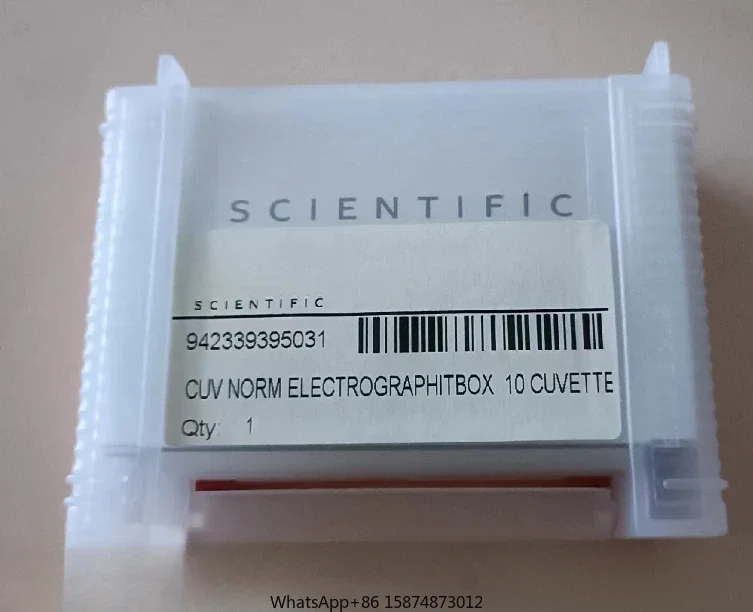 SCIENTIFIC
SCIENTIFIC
942339395031
CUV NORM ELECTROGRAPHITBOX 10 CUVETTE
Qty: 1
WhatsApp+86 15874873012